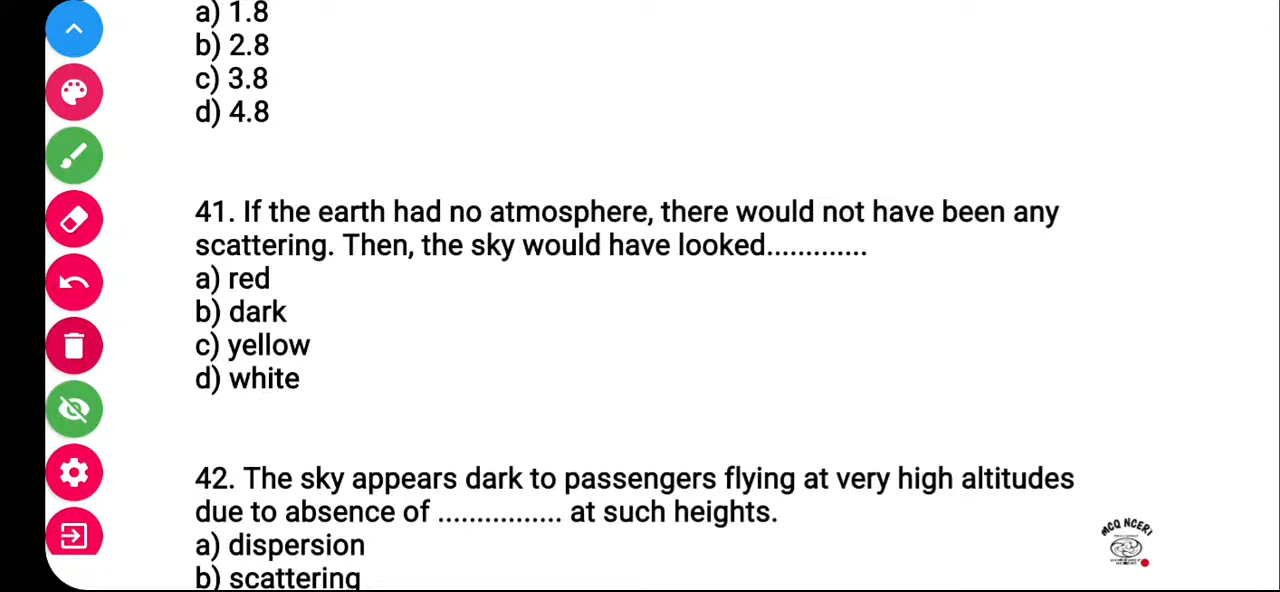 a) 1.8
b) 2.8
c) 3.8
d) 4.8
41. If the earth had no atmosphere, there would not have been any
scattering. Then, the sky would have looked.............
a) red
b) dark
c) yellow
d) white
42. The sky appears dark to passengers flying at very high altitudes
due to absence of ................ at such heights.
a) dispersion
b) scattering
MCQ NCERT